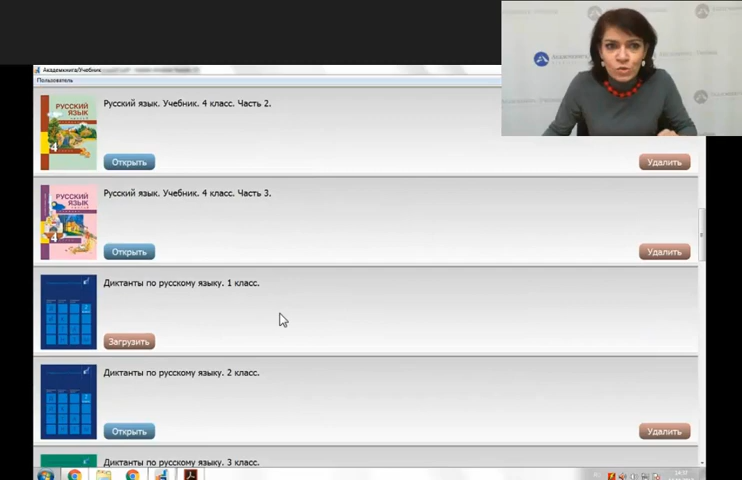 Академкнига/Учебник
Пользователь
РУССКИЙ
ЯЗЫК
4
Русский язык. Учебник. 4 класс. Часть 2.
Открыть
Удалить
РУССКИЙ
ЯЗЫК
4
Русский язык. Учебник. 4 класс. Часть 3.
Открыть
Удалить
Диктанты по русскому языку. 1 класс.
Загрузить
Диктанты по русскому языку. 2 класс.
Открыть
Удалить
Диктанты по русскому языку. 3 класс.